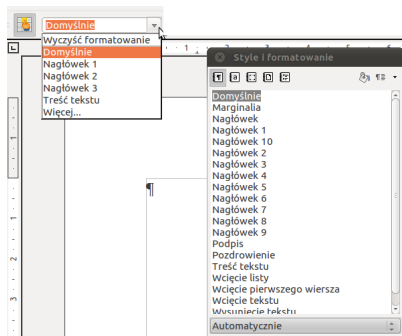 Domyślnie
Wyczyść formatowanie
Domyślnie
Nagłówek 1
Nagłówek 2
Nagłówek 3
Treść tekstu
Więcej...
Style i formatowanie
Domyślnie
Marginalia
Nagłówek
Nagłówek 1
Nagłówek 10
Nagłówek 2
Nagłówek 3
Nagłówek 4
Nagłówek 5
Nagłówek 6
Nagłówek 7
Nagłówek 8
Nagłówek 9
Podpis
Pozdrowienie
Treść tekstu
Wcięcie listy
Wcięcie pierwszego wiersza
Wcięcie tekstu
Wysunięcie tekstu
Automatycznie